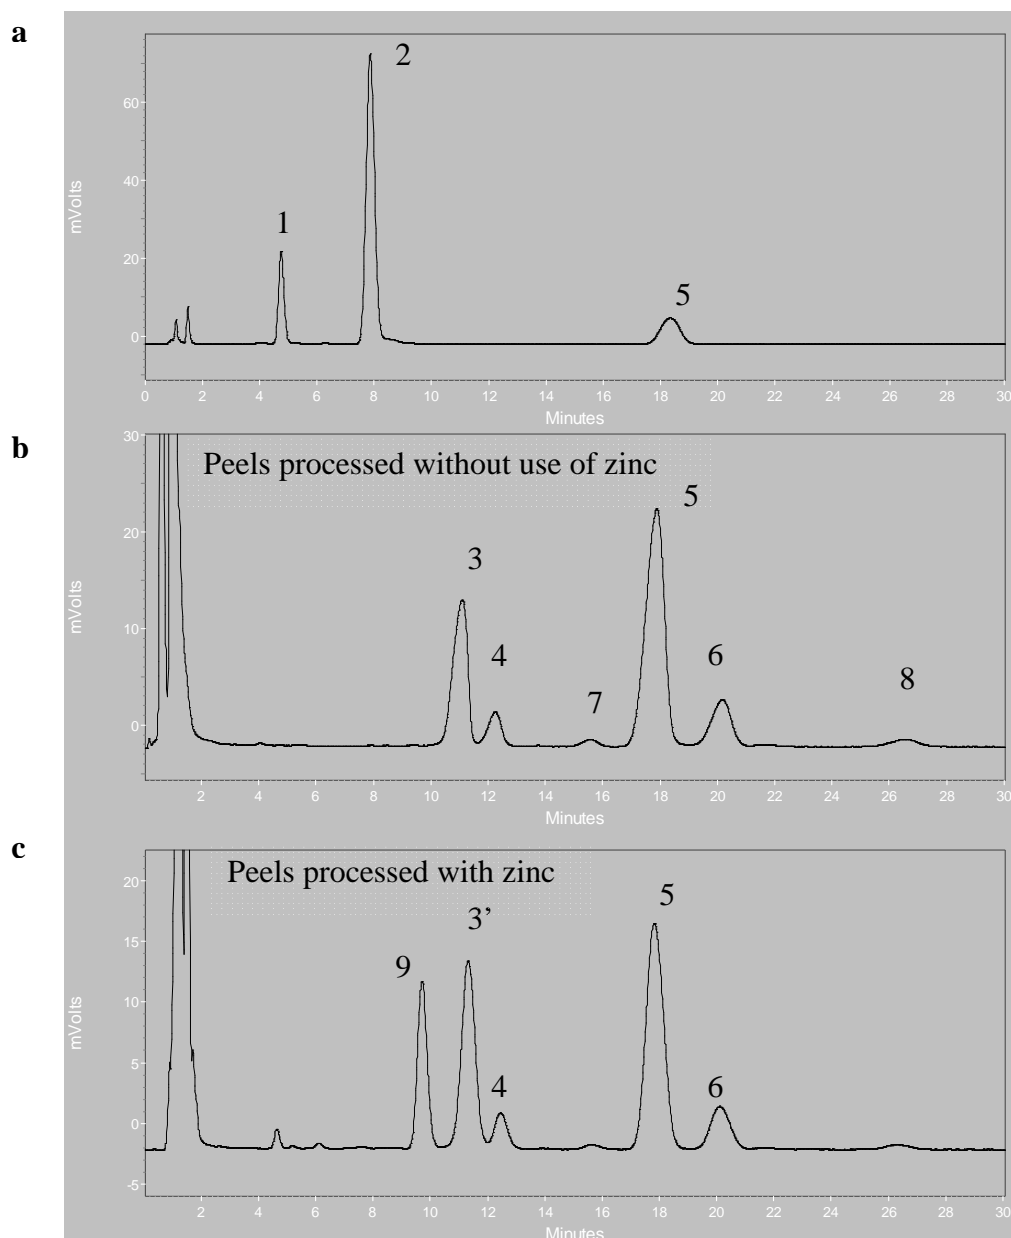 a
2
1
5
60
40
20
0
mVolts
0 2 4 6 8 10 12 14 16 18 20 22 24 26 28 30
Minutes
b
Peels processed without use of zinc
5
3
4
7
6
8
30
20
10
0
mVolts
2 4 6 8 10 12 14 16 18 20 22 24 26 28 30
Minutes
c
Peels processed with zinc
5
3’
9
4
6
20
15
10
5
0
-5
mVolts
2 4 6 8 10 12 14 16 18 20 22 24 26 28 30
Minutes